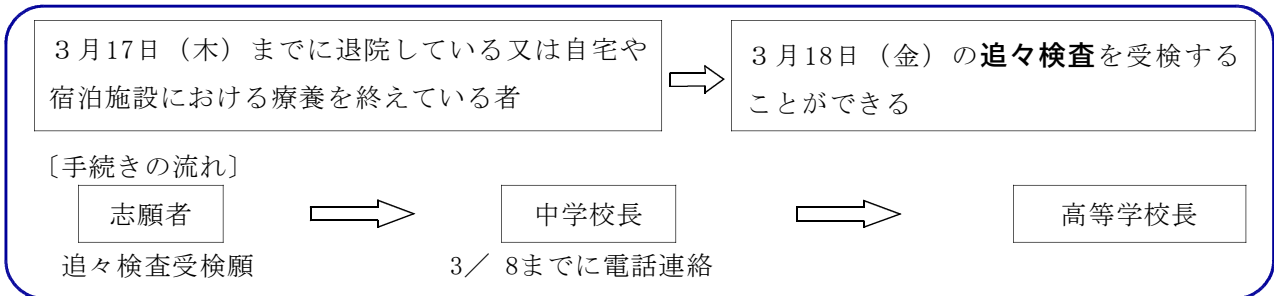 ３月17日（木）までに退院している又は自宅や
宿泊施設における療養を終えている者
３月18日（金）の追々検査を受検する
ことができる
〔手続きの流れ〕
志願者
中学校長
高等学校長
追々検査受検願
3／ 8までに電話連絡